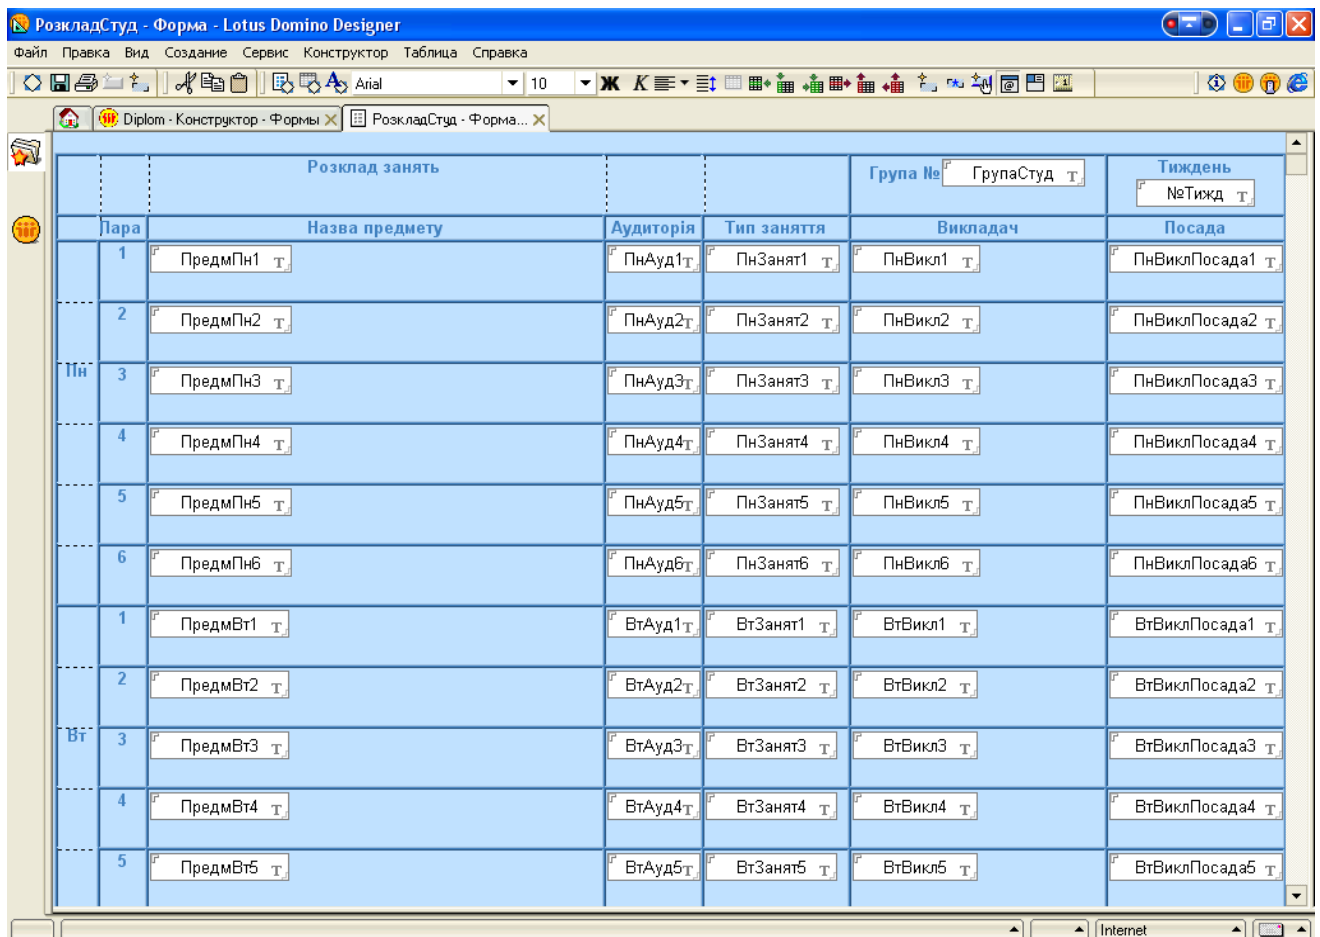 РозкладСтуд - Форма - Lotus Domino Designer
Файл Правка Вид Создание Сервис Конструктор Таблица Справка
Arial 10 Ж К
Diplom - Конструктор - Формы РозкладСтуд - Форма...
Розклад занять Група № ГрупаСтуд T Тиждень
№Тижд T
Пара Назва предмету Аудиторія Тип заняття Викладач Посада
1 ПредмПн1 T ПнАуд1 T ПнЗанят1 T ПнВикл1 T ПнВиклПосада1 T
2 ПредмПн2 T ПнАуд2 T ПнЗанят2 T ПнВикл2 T ПнВиклПосада2 T
Пн 3 ПредмПн3 T ПнАуд3 T ПнЗанят3 T ПнВикл3 T ПнВиклПосада3 T
4 ПредмПн4 T ПнАуд4 T ПнЗанят4 T ПнВикл4 T ПнВиклПосада4 T
5 ПредмПн5 T ПнАуд5 T ПнЗанят5 T ПнВикл5 T ПнВиклПосада5 T
6 ПредмПн6 T ПнАуд6 T ПнЗанят6 T ПнВикл6 T ПнВиклПосада6 T
1 ПредмВт1 T ВтАуд1 T ВтЗанят1 T ВтВикл1 T ВтВиклПосада1 T
2 ПредмВт2 T ВтАуд2 T ВтЗанят2 T ВтВикл2 T ВтВиклПосада2 T
Вт 3 ПредмВт3 T ВтАуд3 T ВтЗанят3 T ВтВикл3 T ВтВиклПосада3 T
4 ПредмВт4 T ВтАуд4 T ВтЗанят4 T ВтВикл4 T ВтВиклПосада4 T
5 ПредмВт5 T ВтАуд5 T ВтЗанят5 T ВтВикл5 T ВтВиклПосада5 T
Internet